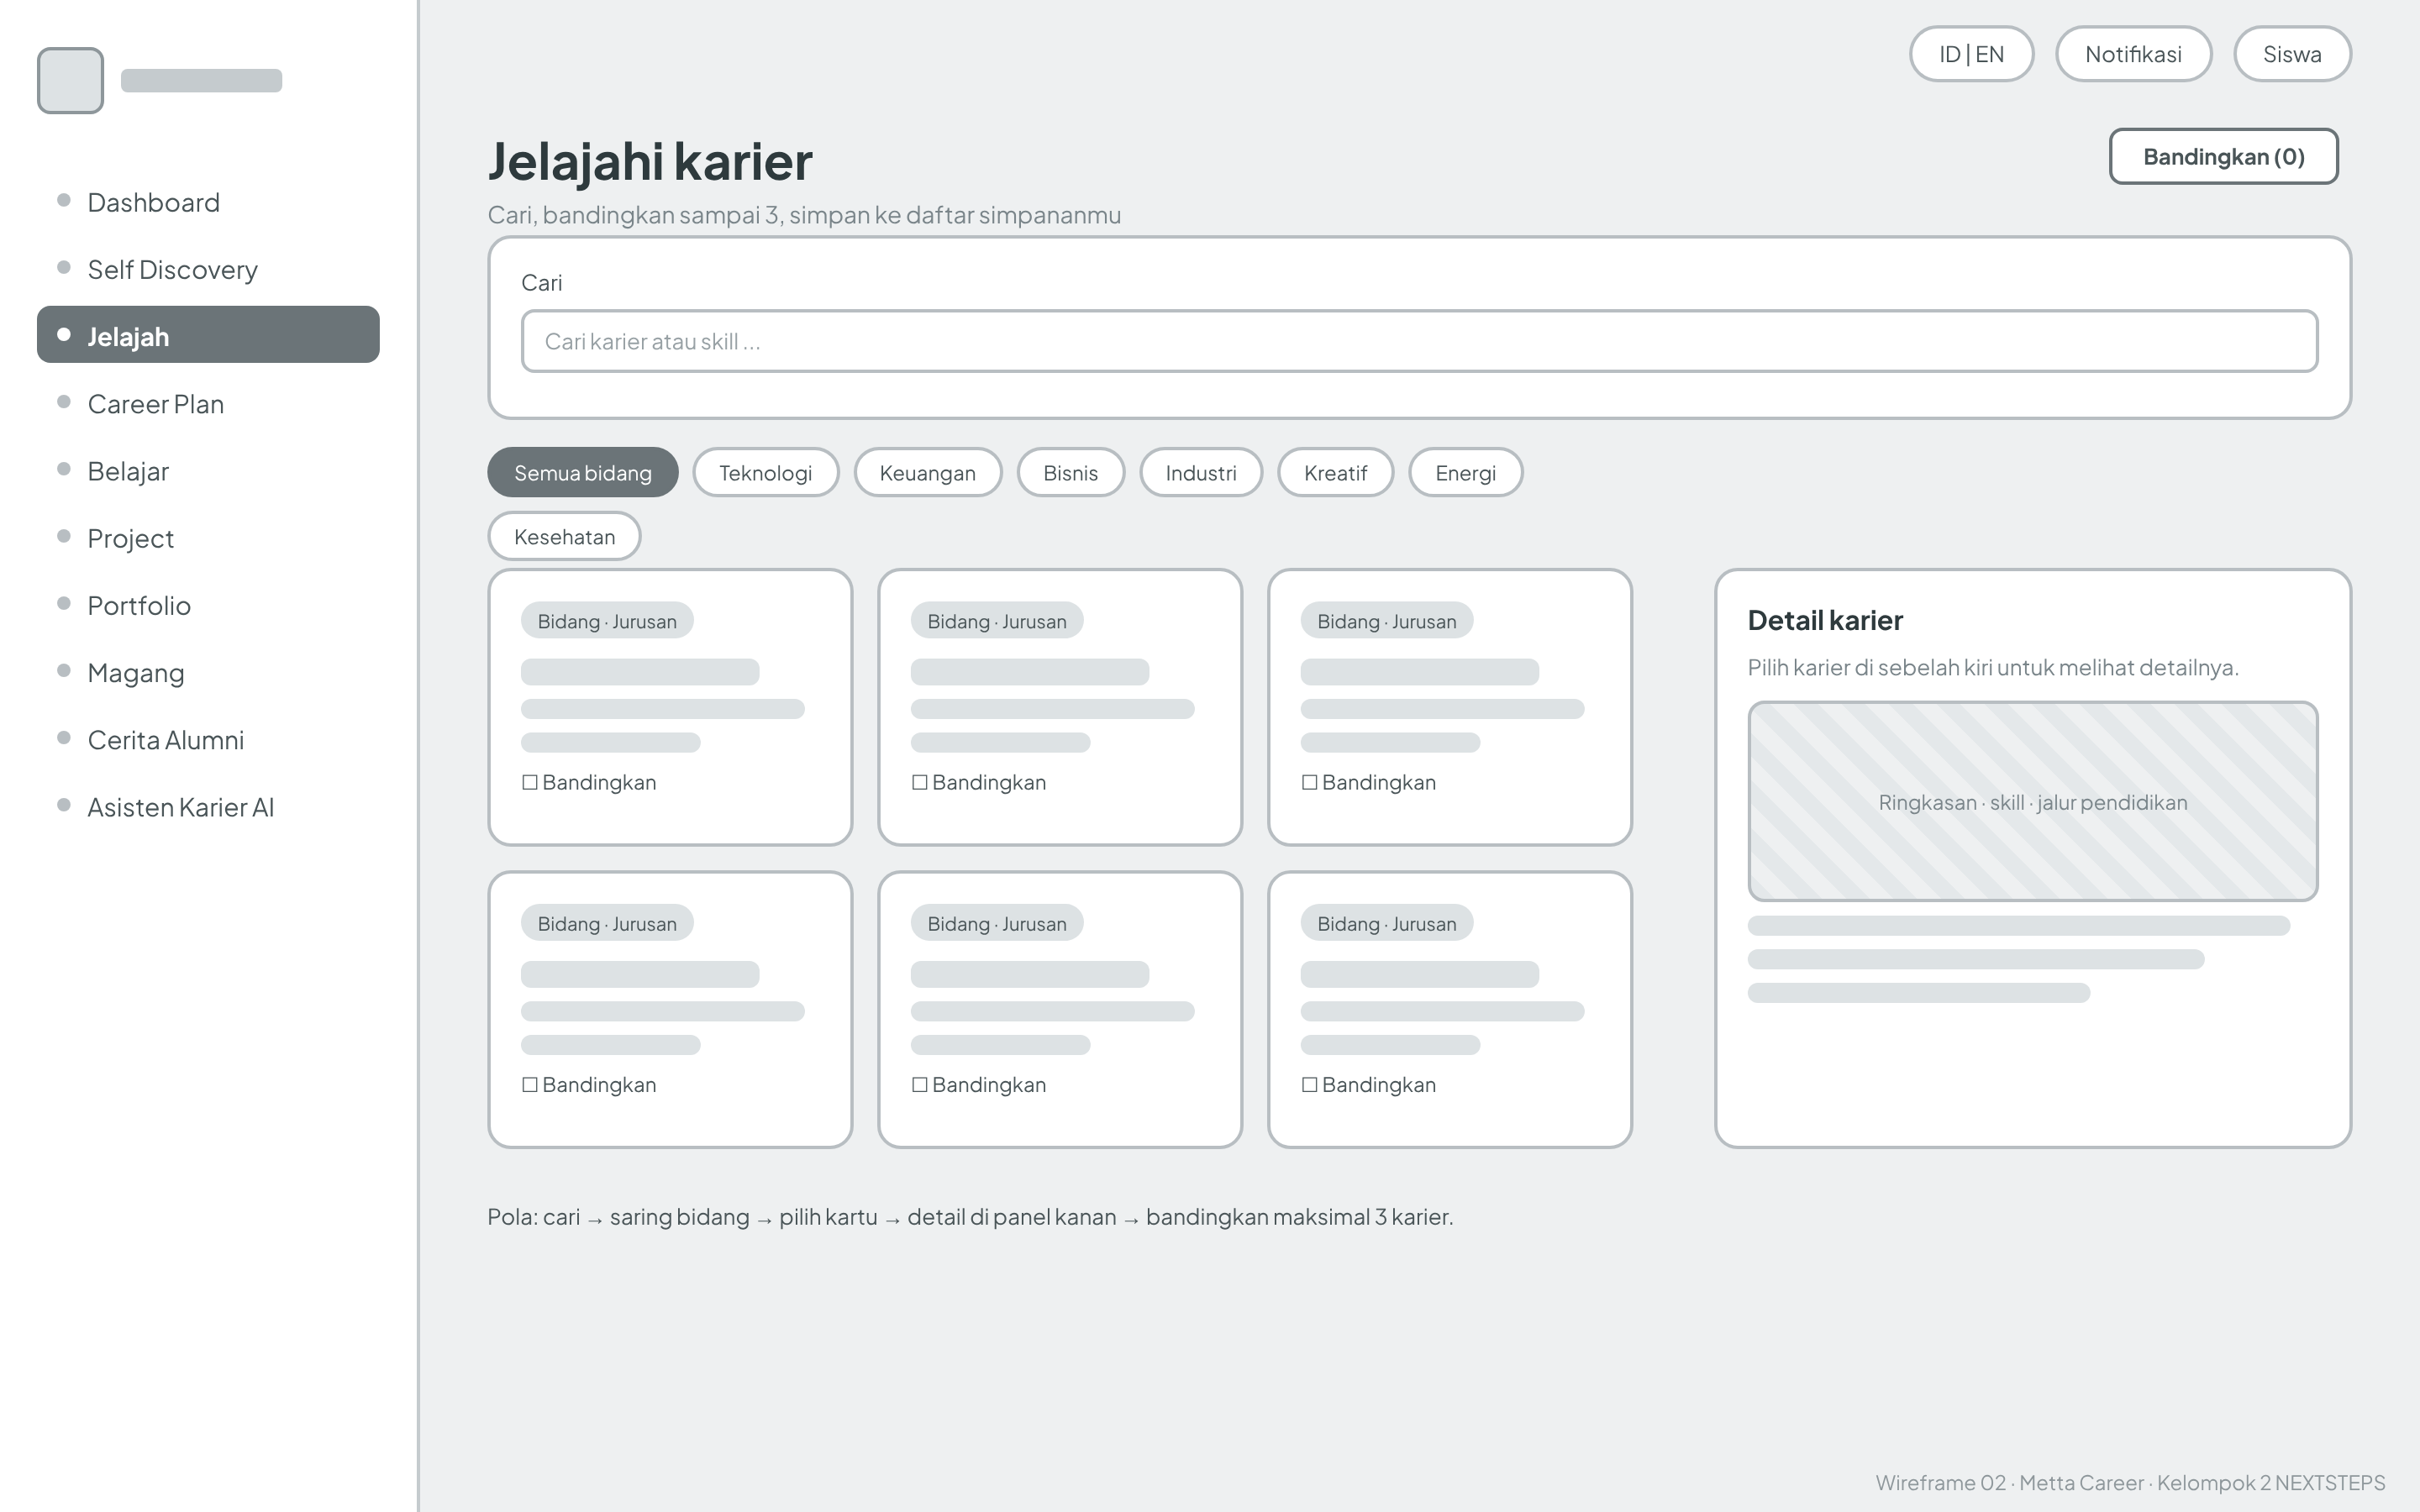 ID | EN
Notifikasi
Siswa
Dashboard
Self Discovery
Jelajah
Career Plan
Belajar
Project
Portfolio
Magang
Cerita Alumni
Asisten Karier AI
Jelajahi karier
Bandingkan (0)
Cari, bandingkan sampai 3, simpan ke daftar simpananmu
Cari
Cari karier atau skill ...
Semua bidang
Teknologi
Keuangan
Bisnis
Industri
Kreatif
Energi
Kesehatan
Bidang · Jurusan
☐ Bandingkan
Bidang · Jurusan
☐ Bandingkan
Bidang · Jurusan
☐ Bandingkan
Bidang · Jurusan
☐ Bandingkan
Bidang · Jurusan
☐ Bandingkan
Bidang · Jurusan
☐ Bandingkan
Detail karier
Pilih karier di sebelah kiri untuk melihat detailnya.
Ringkasan · skill · jalur pendidikan
Pola: cari → saring bidang → pilih kartu → detail di panel kanan → bandingkan maksimal 3 karier.
Wireframe 02 · Metta Career · Kelompok 2 NEXTSTEPS